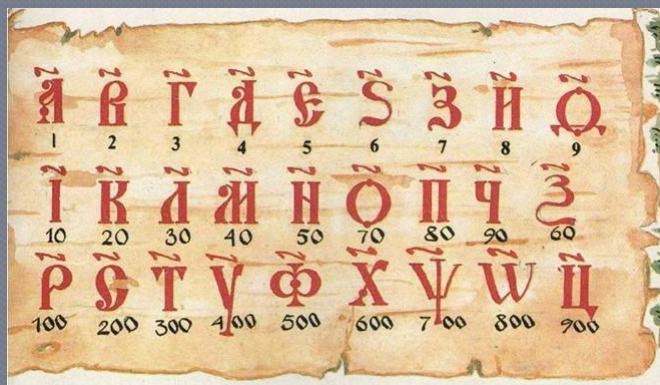 А҃ В҃ Г҃ Д҃ Є҃ Ѕ҃ З҃ И҃ Ѳ҃
1 2 3 4 5 6 7 8 9
І҃ К҃ Л҃ М҃ Н҃ О҃ П҃ Ч҃ Ѯ҃
10 20 30 40 50 70 80 90 60
Р҃ С҃ Т҃ У҃ Ф҃ Х҃ Ѱ҃ Ѡ҃ Ц҃
100 200 300 400 500 600 700 800 900